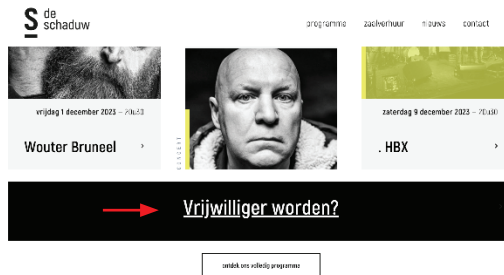 de
schaduw
programma zaalverhuur nieuws contact
vrijdag 1 december 2023 – 20u30
Wouter Bruneel
zaterdag 9 december 2023 – 20u30
. HBX
Vrijwilliger worden?
ontdek ons volledig programma